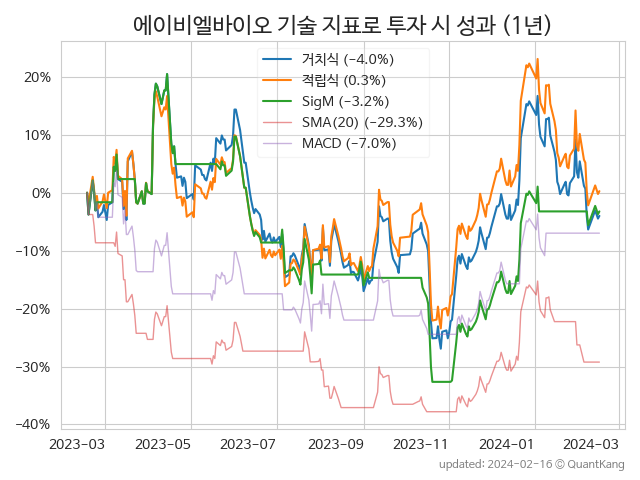 에이비엘바이오 기술 지표로 투자 시 성과 (1년)
거치식 (−4.0%)
적립식 (0.3%)
SigM (−3.2%)
SMA(20) (−29.3%)
MACD (−7.0%)
20%
10%
0%
−10%
−20%
−30%
−40%
2023-03 2023-05 2023-07 2023-09 2023-11 2024-01 2024-03
updated: 2024-02-16 © QuantKang